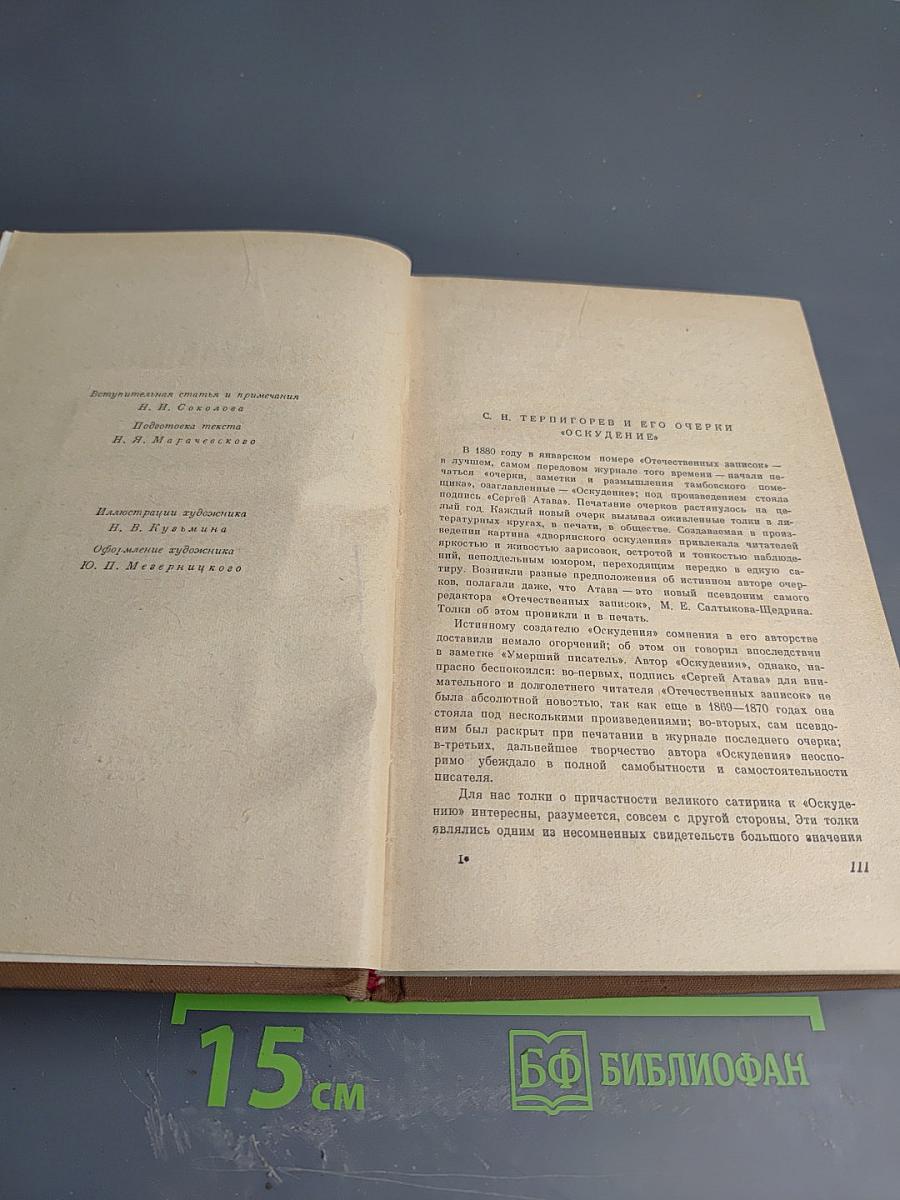 Вступительная статья и примечания
Н. И. Соколова
Подготовка текста
Н. Я. Марачевского
Иллюстрации художника
Н. В. Кузьмина
Оформление художника
Ю. П. Мегерницкого
С. Н. ТЕРПИГОРЕВ И ЕГО ОЧЕРКИ
«ОСКУДЕНИЕ»
В 1880 году в январском номере «Отечественных записок» —
в лучшем, самом передовом журнале того времени — начали пе-
чаться «очерки, заметки и размышления тамбовского поме-
щика», озаглавленные — «Оскудение»; под произведением стояла
подпись «Сергей Атава». Печатание очерков растянулось на це-
лый год. Каждый новый очерк вызывал оживленные толки в ли-
тературных кругах, в печати, в обществе. Создаваемая в произ-
ведении картина «дворянского оскудения» привлекала читателей
яркостью и живостью зарисовок, остротой и тонкостью наблюде-
ний, неподдельным юмором, переходящим нередко в едкую са-
тиру. Возникли разные предположения об истинном авторе очер-
ков, полагали даже, что Атава — это новый псевдоним самого
редактора «Отечественных записок», М. Е. Салтыкова-Щедрина.
Толки об этом проникли и в печать.
Истинному создателю «Оскудения» сомнения в его авторстве
доставили немало огорчений; об этом он говорил впоследствии
в заметке «Умерший писатель». Автор «Оскудения», однако, на-
прасно беспокоился: во-первых, подпись «Сергей Атава» для вни-
мательного и долголетнего читателя «Отечественных записок» не
была абсолютной новостью, так как еще в 1869—1870 годах она
стояла под несколькими произведениями; во-вторых, сам псевдо-
ним был раскрыт при печатании в журнале последнего очерка;
в-третьих, дальнейшее творчество автора «Оскудения» неоспо-
римо убеждало в полной самобытности и самостоятельности
писателя.
Для нас толки о причастности великого сатирика к «Оскуде-
нию» интересны, разумеется, совсем с другой стороны. Эти толки
являлись одним из несомненных свидетельств большого значения
I*
III
15 см
БФ БИБЛИОФАН